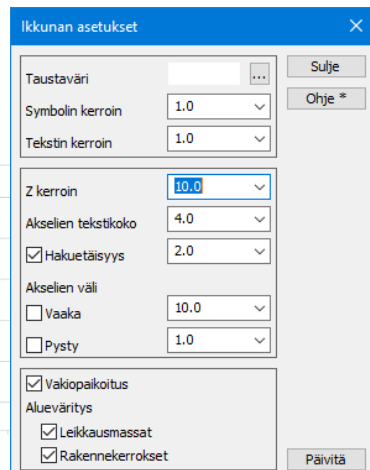 Ikkunan asetukset
Taustaväri ...
Sulje
Symbolin kerroin 1.0
Ohje *
Tekstin kerroin 1.0
Z kerroin 10.0
Akselien tekstikoko 4.0
Hakuetäisyys 2.0
Akselien väli
Vaaka 10.0
Pysty 1.0
Vakiopaikoitus
Alueväritys
Leikkausmassat
Rakennekerrokset
Päivitä